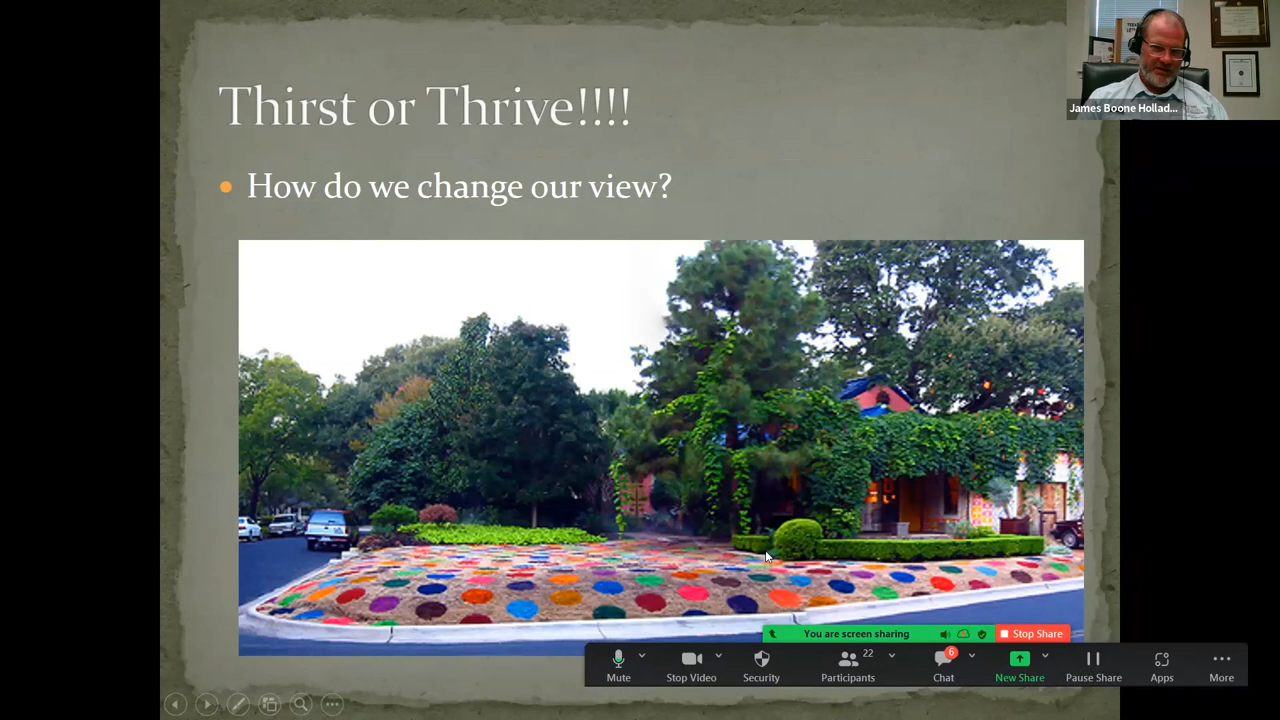 Thirst or Thrive!!!!
James Boone Hollad...
How do we change our view?
You are screen sharing
Stop Share
22
6
Mute
Stop Video
Security
Participants
Chat
New Share
Pause Share
Apps
More